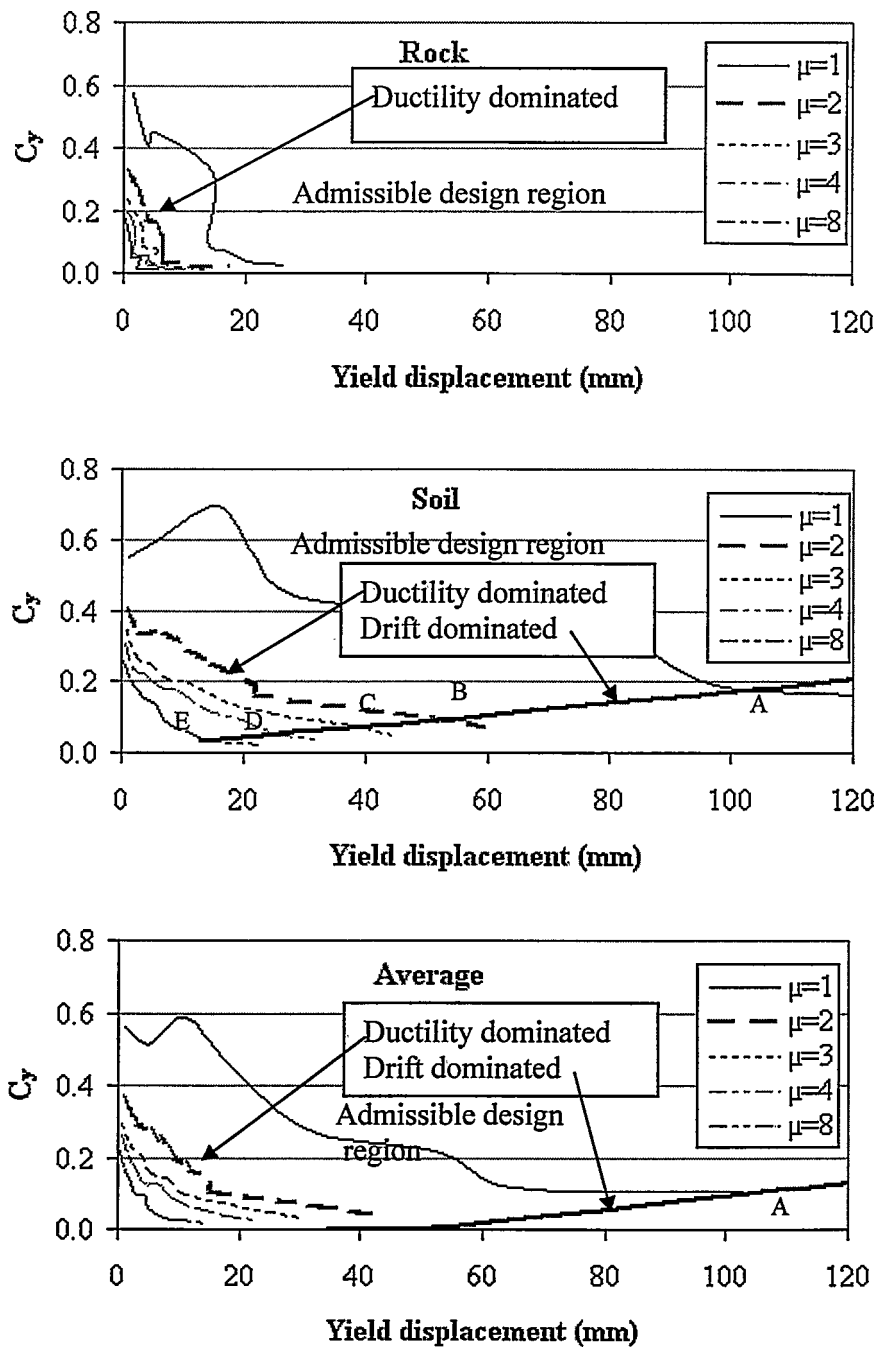 Rock
Ductility dominated
Admissible design region
μ=1
μ=2
μ=3
μ=4
μ=8
Cy
0.8
0.6
0.4
0.2
0.0
0 20 40 60 80 100 120
Yield displacement (mm)
Soil
Admissible design region
Ductility dominated
Drift dominated
μ=1
μ=2
μ=3
μ=4
μ=8
Cy
0.8
0.6
0.4
0.2
0.0
A
B
C
D
E
0 20 40 60 80 100 120
Yield displacement (mm)
Average
Ductility dominated
Drift dominated
Admissible design
region
μ=1
μ=2
μ=3
μ=4
μ=8
Cy
0.8
0.6
0.4
0.2
0.0
A
0 20 40 60 80 100 120
Yield displacement (mm)